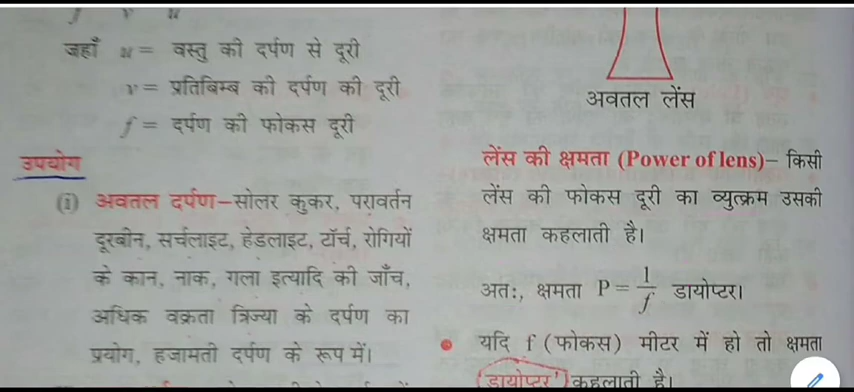 f v u
जहाँ u = वस्तु की दर्पण से दूरी
v = प्रतिबिम्ब की दर्पण की दूरी
f = दर्पण की फोकस दूरी
उपयोग
(i) अवतल दर्पण–सोलर कुकर, परावर्तन
दूरबीन, सर्चलाइट, हेडलाइट, टॉर्च, रोगियों
के कान, नाक, गला इत्यादि की जाँच,
अधिक वक्रता त्रिज्या के दर्पण का
प्रयोग, हजामती दर्पण के रूप में।
अवतल लेंस
लेंस की क्षमता (Power of lens)– किसी
लेंस की फोकस दूरी का व्युत्क्रम उसकी
क्षमता कहलाती है।
अतः, क्षमता P = 1/f डायोप्टर।
• यदि f (फोकस) मीटर में हो तो क्षमता
'डायोप्टर' कहलाती है।